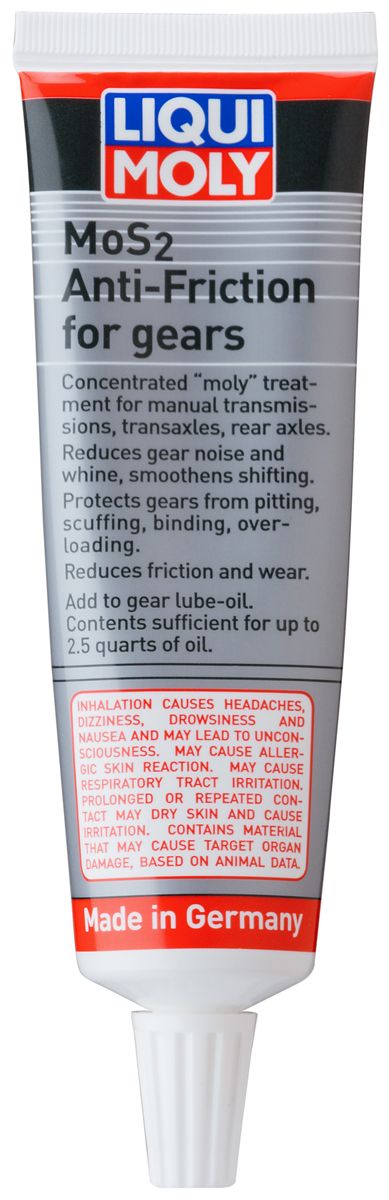 LIQUI
MOLY
MoS2
Anti-Friction
for gears
Concentrated “moly” treat-
ment for manual transmis-
sions, transaxles, rear axles.
Reduces gear noise and
whine, smoothens shifting.
Protects gears from pitting,
scuffing, binding, over-
loading.
Reduces friction and wear.
Add to gear lube-oil.
Contents sufficient for up to
2.5 quarts of oil.
INHALATION CAUSES HEADACHES,
DIZZINESS, DROWSINESS AND
NAUSEA AND MAY LEAD TO UNCON-
SCIOUSNESS. MAY CAUSE ALLER-
GIC SKIN REACTION. MAY CAUSE
RESPIRATORY TRACT IRRITATION.
PROLONGED OR REPEATED CON-
TACT MAY DRY SKIN AND CAUSE
IRRITATION. CONTAINS MATERIAL
THAT MAY CAUSE TARGET ORGAN
DAMAGE, BASED ON ANIMAL DATA.
Made in Germany